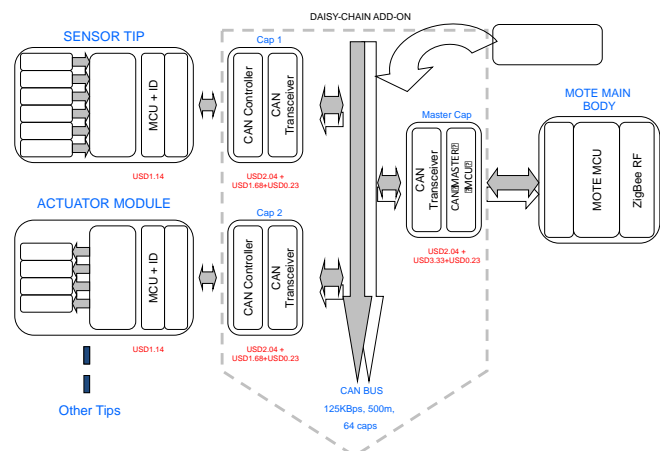 DAISY-CHAIN ADD-ON
SENSOR TIP
MCU + ID
USD1.14
Cap 1
CAN Controller
CAN
Transceiver
USD2.04 +
USD1.68+USD0.23
ACTUATOR MODULE
MCU + ID
USD1.14
Cap 2
CAN Controller
CAN
Transceiver
USD2.04 +
USD1.68+USD0.23
Master Cap
CAN
Transceiver
CAN MASTER
MCU
USD2.04 +
USD3.33+USD0.23
MOTE MAIN
BODY
MOTE MCU
ZigBee RF
Other Tips
CAN BUS
125KBps, 500m,
64 caps